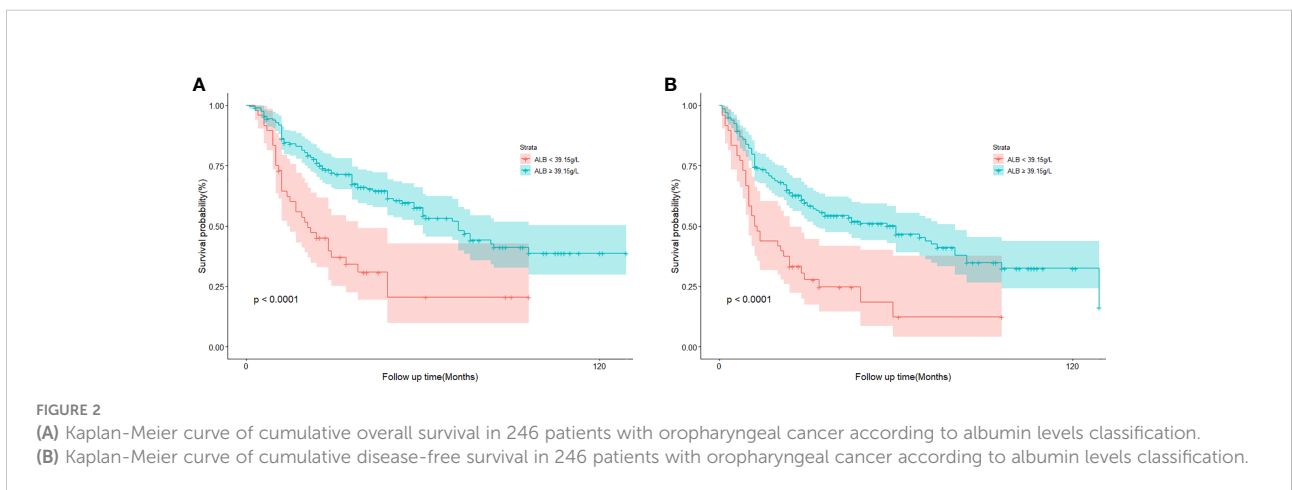 A
Survival probability(%)
1.00
0.75
0.50
0.25
0.00
Strata
ALB < 39.15g/L
ALB ≥ 39.15g/L
p < 0.0001
0
120
Follow up time(Months)
B
Survival probability(%)
1.00
0.75
0.50
0.25
0.00
Strata
ALB < 39.15g/L
ALB ≥ 39.15g/L
p < 0.0001
0
120
Follow up time(Months)
FIGURE 2
(A) Kaplan-Meier curve of cumulative overall survival in 246 patients with oropharyngeal cancer according to albumin levels classification.
(B) Kaplan-Meier curve of cumulative disease-free survival in 246 patients with oropharyngeal cancer according to albumin levels classification.